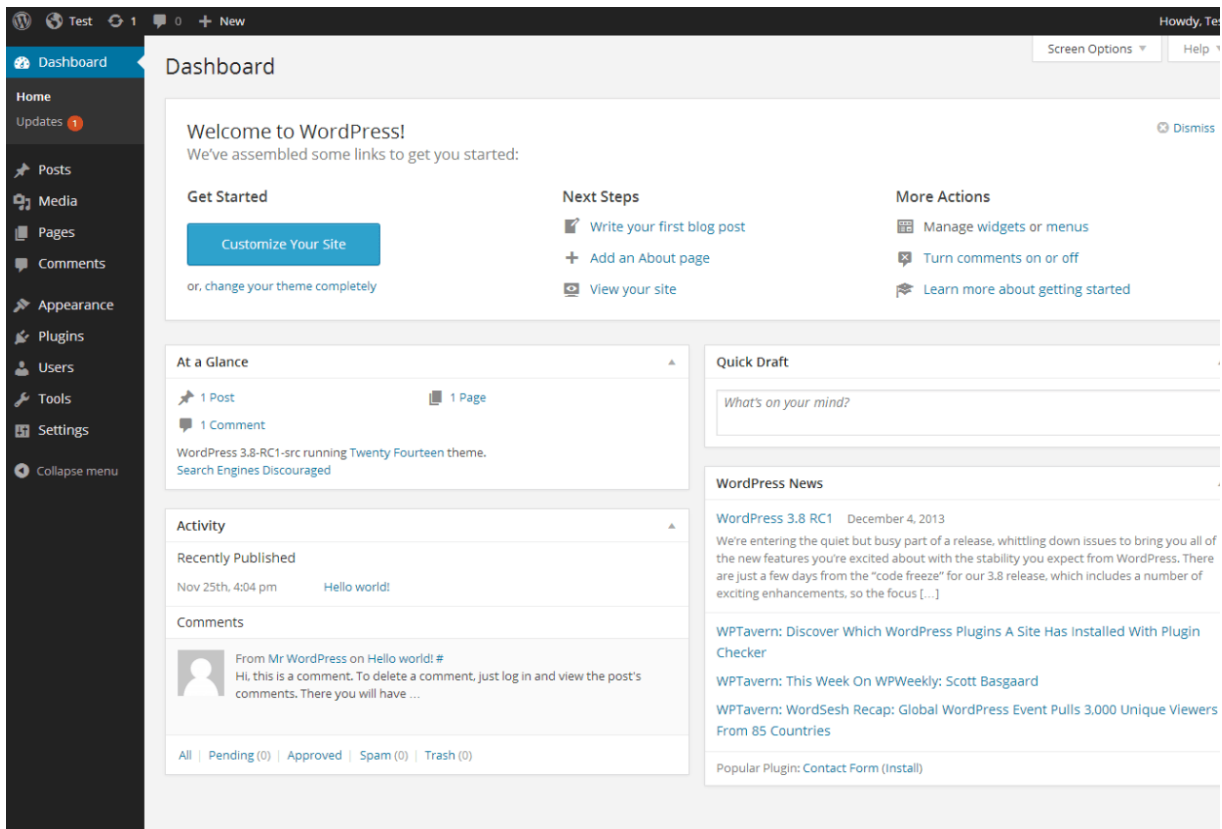 Test 1 0 New Howdy, Tes
Dashboard
Home
Updates 1
Posts
Media
Pages
Comments
Appearance
Plugins
Users
Tools
Settings
Collapse menu
Screen Options Help
Dashboard
Welcome to WordPress!
Dismiss
We've assembled some links to get you started:
Get Started
Customize Your Site
or, change your theme completely
Next Steps
Write your first blog post
Add an About page
View your site
More Actions
Manage widgets or menus
Turn comments on or off
Learn more about getting started
At a Glance
1 Post 1 Page
1 Comment
WordPress 3.8-RC1-src running Twenty Fourteen theme.
Search Engines Discouraged
Activity
Recently Published
Nov 25th, 4:04 pm Hello world!
Comments
From Mr WordPress on Hello world! #
Hi, this is a comment. To delete a comment, just log in and view the post's
comments. There you will have …
All | Pending (0) | Approved | Spam (0) | Trash (0)
Quick Draft
What's on your mind?
WordPress News
WordPress 3.8 RC1 December 4, 2013
We're entering the quiet but busy part of a release, whittling down issues to bring you all of
the new features you're excited about with the stability you expect from WordPress. There
are just a few days from the "code freeze" for our 3.8 release, which includes a number of
exciting enhancements, so the focus […]
WPTavern: Discover Which WordPress Plugins A Site Has Installed With Plugin
Checker
WPTavern: This Week On WPWeekly: Scott Basgaard
WPTavern: WordSesh Recap: Global WordPress Event Pulls 3,000 Unique Viewers
From 85 Countries
Popular Plugin: Contact Form (Install)